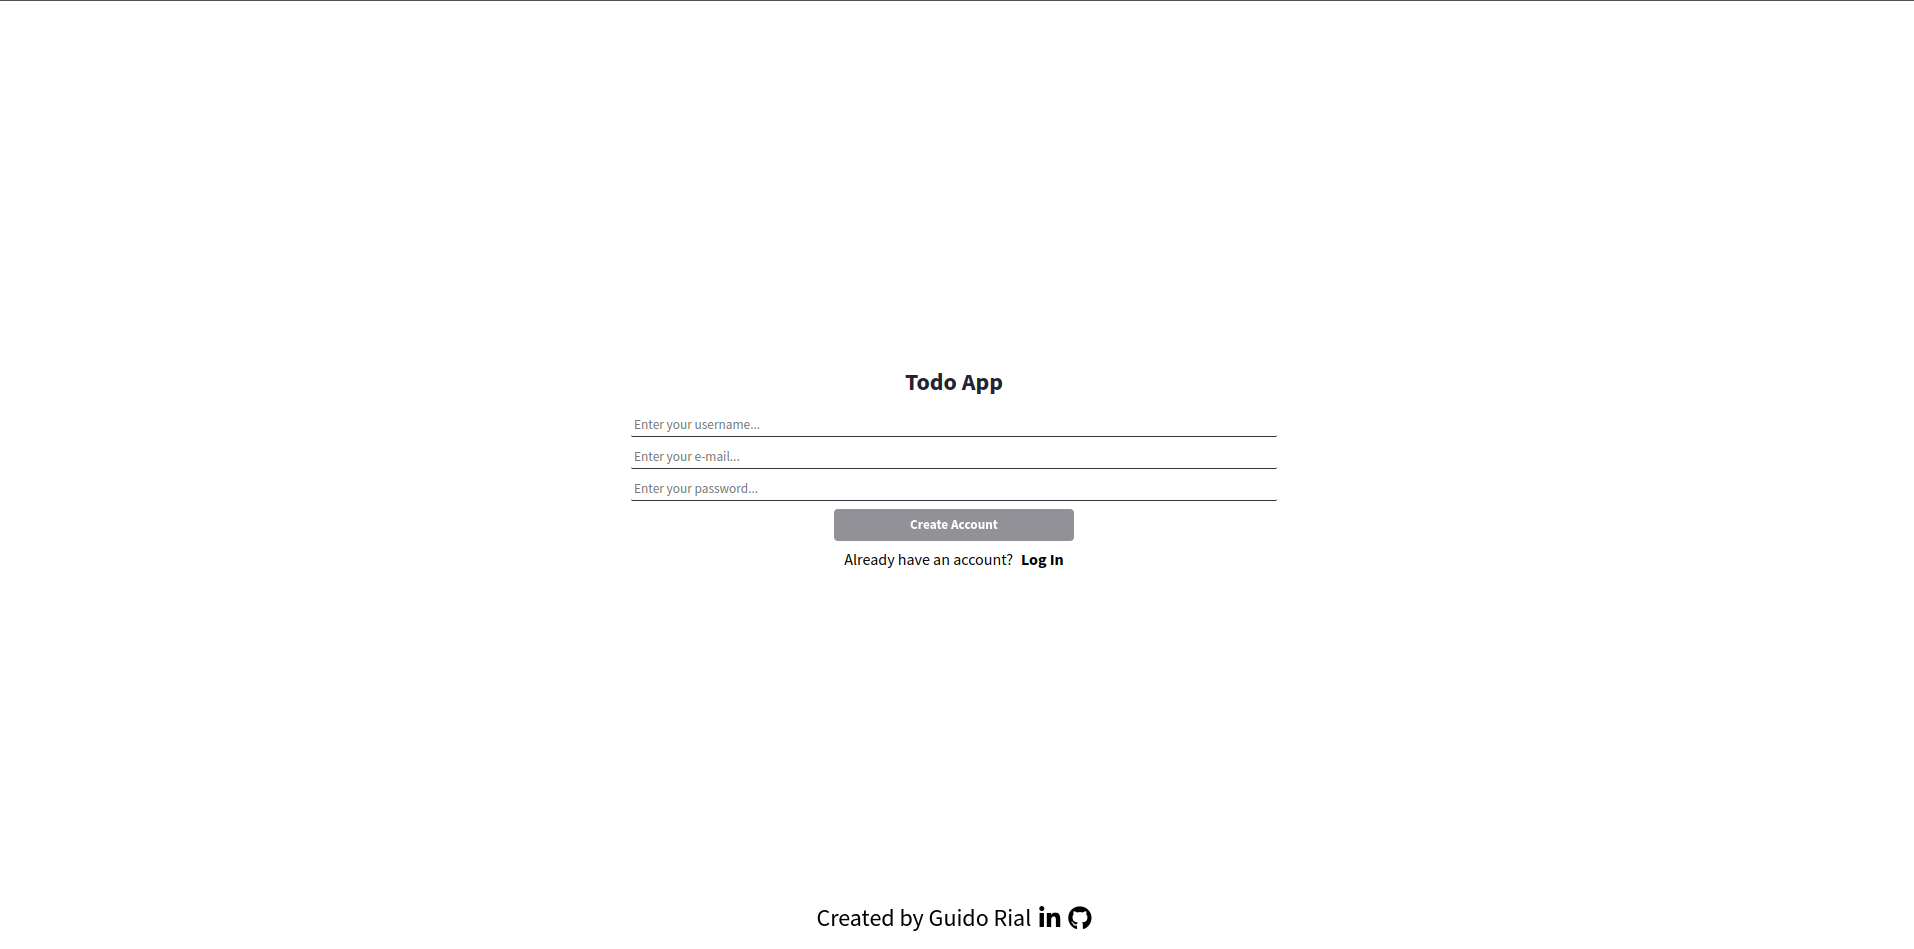 Todo App
Enter your username...
Enter your e-mail...
Enter your password...
Create Account
Already have an account? Log In
Created by Guido Rial in